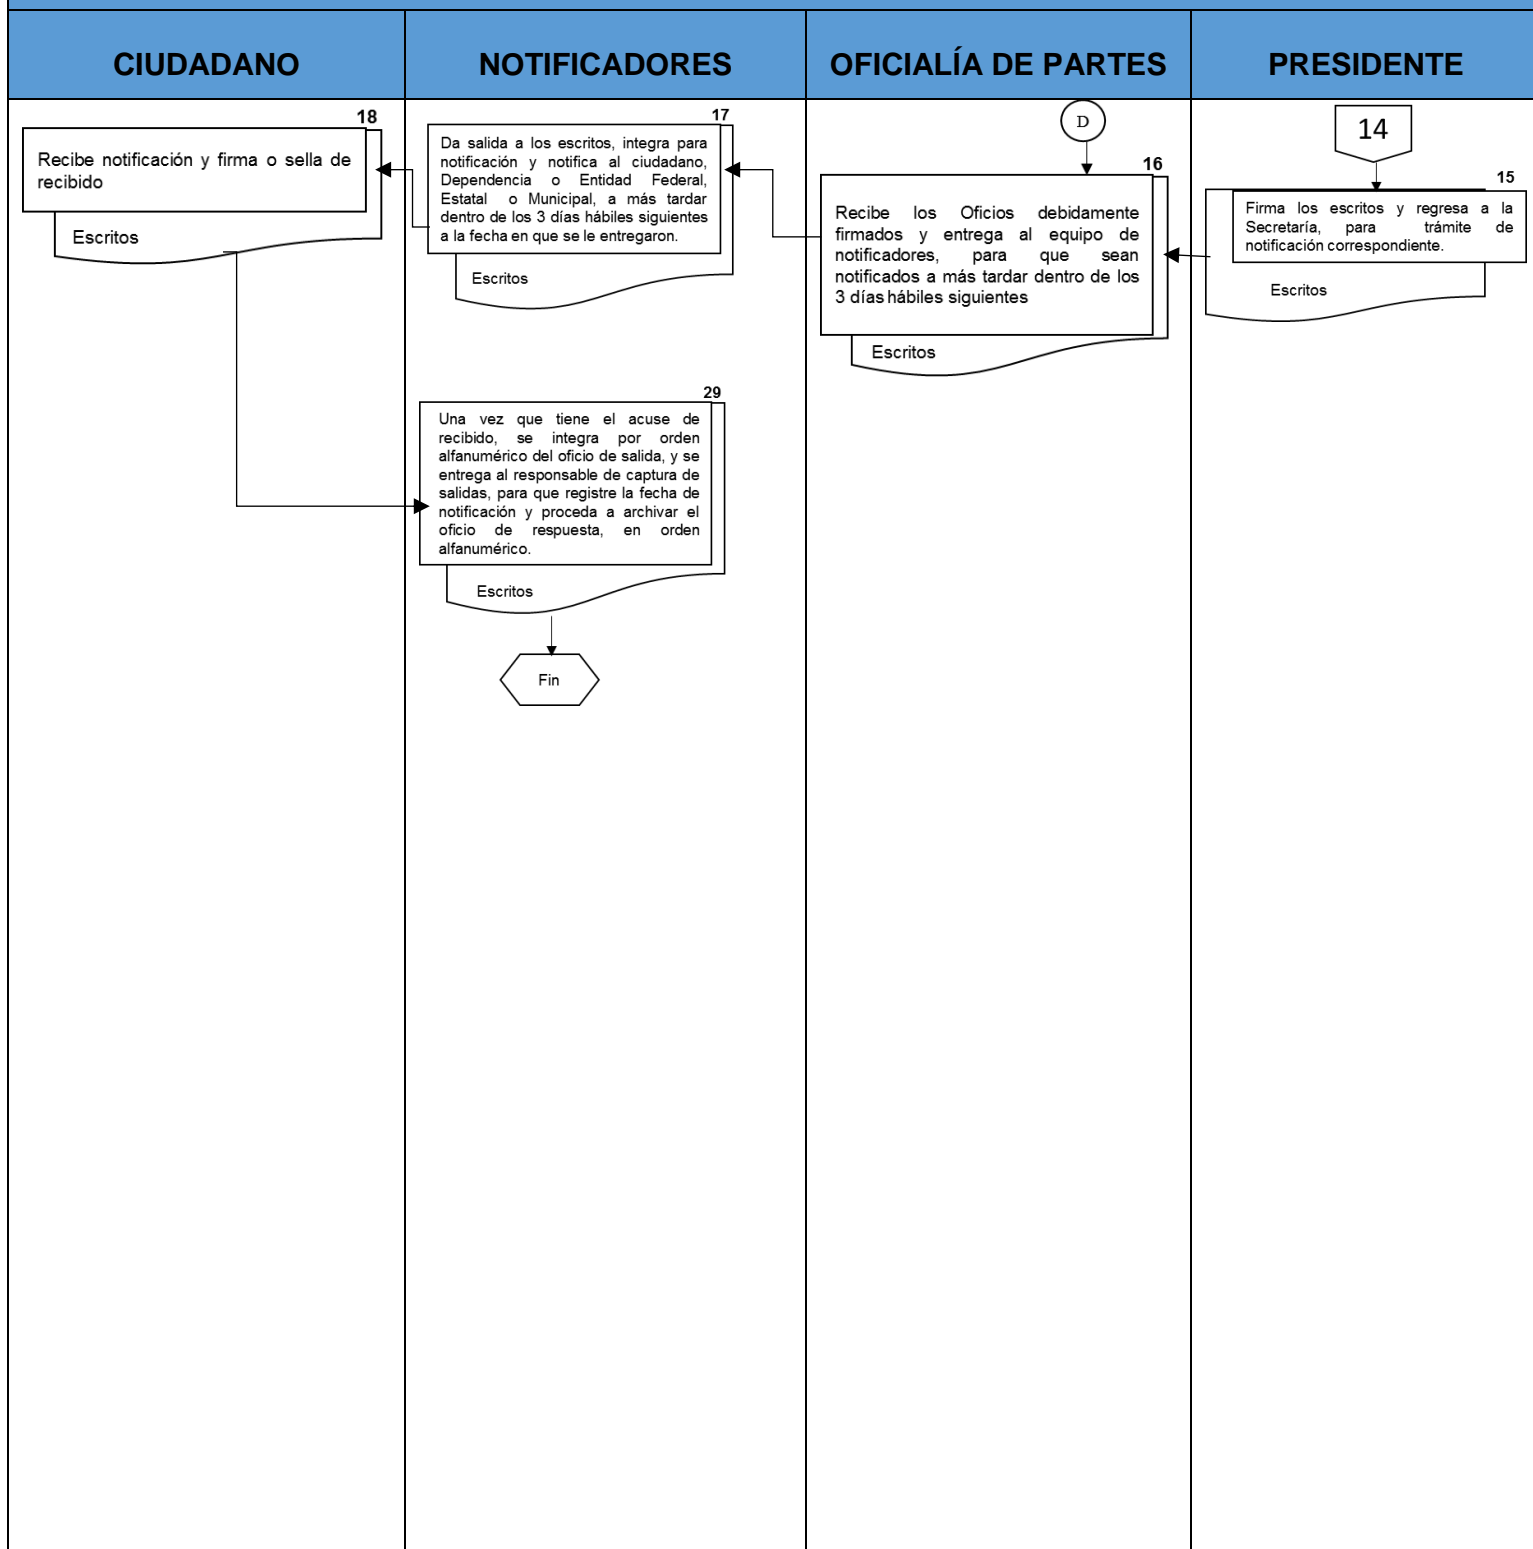 CIUDADANO
NOTIFICADORES
OFICIALÍA DE PARTES
PRESIDENTE
18
Recibe notificación y firma o sella de
recibido
Escritos
17
Da salida a los escritos, integra para
notificación y notifica al ciudadano,
Dependencia o Entidad Federal,
Estatal o Municipal, a más tardar
dentro de los 3 días hábiles siguientes
a la fecha en que se le entregaron.
Escritos
D
16
Recibe los Oficios debidamente
firmados y entrega al equipo de
notificadores, para que sean
notificados a más tardar dentro de los
3 días hábiles siguientes
Escritos
14
15
Firma los escritos y regresa a la
Secretaría, para trámite de
notificación correspondiente.
Escritos
29
Una vez que tiene el acuse de
recibido, se integra por orden
alfanumérico del oficio de salida, y se
entrega al responsable de captura de
salidas, para que registre la fecha de
notificación y proceda a archivar el
oficio de respuesta, en orden
alfanumérico.
Escritos
Fin